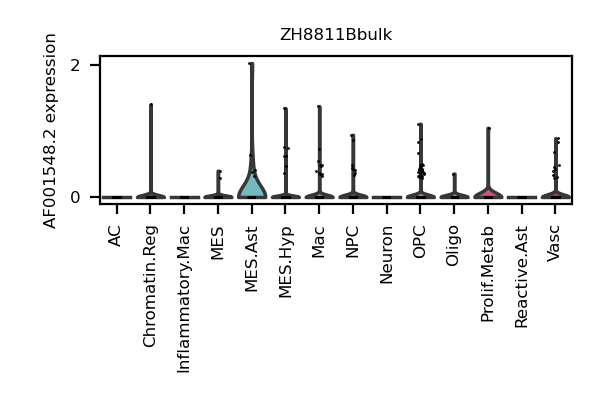 ZH8811Bbulk
AF001548.2 expression
2
0
AC
Chromatin.Reg
Inflammatory.Mac
MES
MES.Ast
MES.Hyp
Mac
NPC
Neuron
OPC
Oligo
Prolif.Metab
Reactive.Ast
Vasc